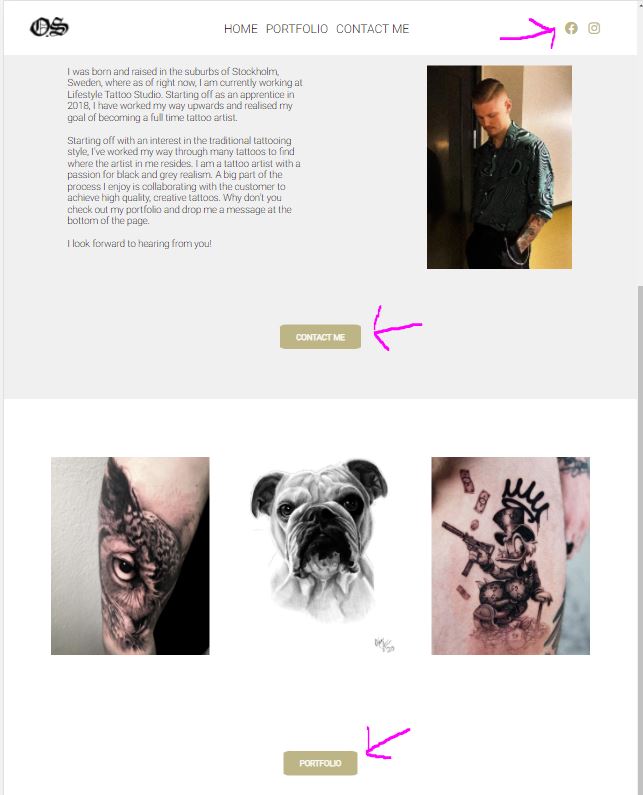 OS
HOME PORTFOLIO CONTACT ME
I was born and raised in the suburbs of Stockholm,
Sweden, where as of right now, I am currently working at
Lifestyle Tattoo Studio. Starting off as an apprentice in
2018, I have worked my way upwards and realised my
goal of becoming a full time tattoo artist.
Starting off with an interest in the traditional tattooing
style, I've worked my way through many tattoos to find
where the artist in me resides. I am a tattoo artist with a
passion for black and grey realism. A big part of the
process I enjoy is collaborating with the customer to
achieve high quality, creative tattoos. Why don't you
check out my portfolio and drop me a message at the
bottom of the page.
I look forward to hearing from you!
CONTACT ME
PORTFOLIO